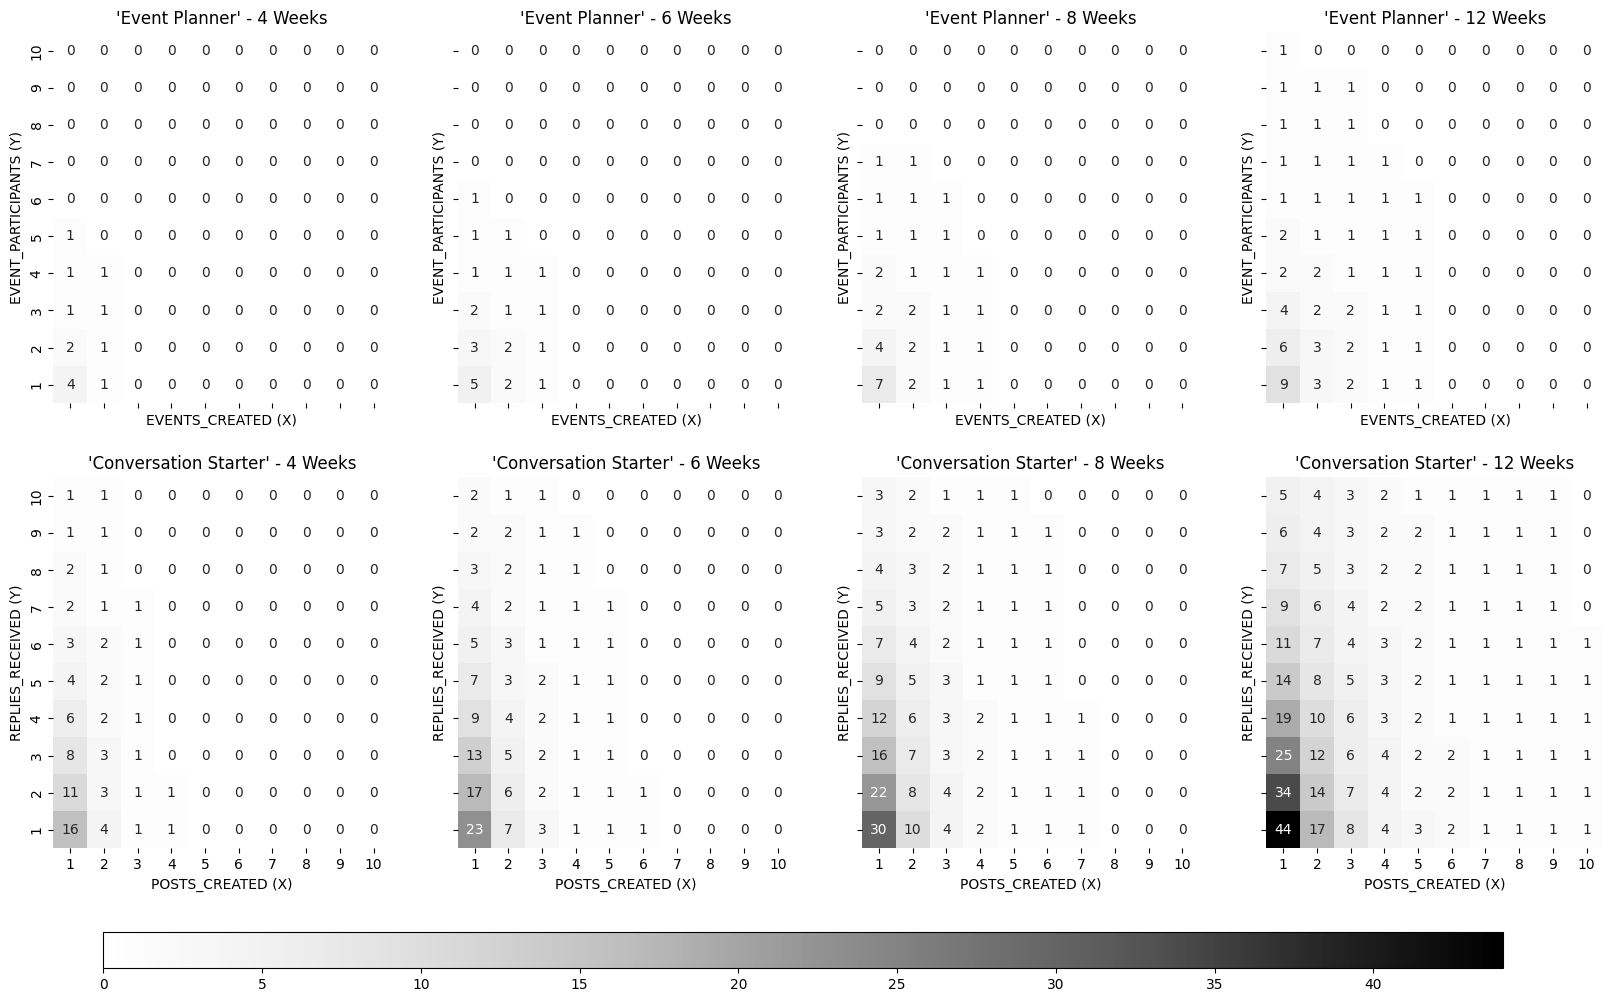 'Event Planner' - 4 Weeks 'Event Planner' - 6 Weeks 'Event Planner' - 8 Weeks 'Event Planner' - 12 Weeks
10 0 0 0 0 0 0 0 0 0 0 0 0 0 0 0 0 0 0 0 0 0 0 0 0 0 0 0 0 0 0 1 0 0 0 0 0 0 0 0 0
9 0 0 0 0 0 0 0 0 0 0 0 0 0 0 0 0 0 0 0 0 0 0 0 0 0 0 0 0 0 0 1 1 1 0 0 0 0 0 0 0
8 0 0 0 0 0 0 0 0 0 0 0 0 0 0 0 0 0 0 0 0 0 0 0 0 0 0 0 0 0 0 1 1 1 0 0 0 0 0 0 0
7 0 0 0 0 0 0 0 0 0 0 0 0 0 0 0 0 0 0 0 0 1 1 0 0 0 0 0 0 0 0 1 1 1 1 0 0 0 0 0 0
6 0 0 0 0 0 0 0 0 0 0 1 0 0 0 0 0 0 0 0 0 1 1 1 0 0 0 0 0 0 0 1 1 1 1 1 0 0 0 0 0
5 1 0 0 0 0 0 0 0 0 0 1 1 0 0 0 0 0 0 0 0 1 1 1 0 0 0 0 0 0 0 2 1 1 1 1 0 0 0 0 0
4 1 1 0 0 0 0 0 0 0 0 1 1 1 0 0 0 0 0 0 0 2 1 1 1 0 0 0 0 0 0 2 2 1 1 1 0 0 0 0 0
3 1 1 0 0 0 0 0 0 0 0 2 1 1 0 0 0 0 0 0 0 2 2 1 1 0 0 0 0 0 0 4 2 2 1 1 0 0 0 0 0
2 2 1 0 0 0 0 0 0 0 0 3 2 1 0 0 0 0 0 0 0 4 2 1 1 0 0 0 0 0 0 6 3 2 1 1 0 0 0 0 0
1 4 1 0 0 0 0 0 0 0 0 5 2 1 0 0 0 0 0 0 0 7 2 1 1 0 0 0 0 0 0 9 3 2 1 1 0 0 0 0 0
EVENT_PARTICIPANTS (Y) EVENT_PARTICIPANTS (Y) EVENT_PARTICIPANTS (Y) EVENT_PARTICIPANTS (Y)
EVENTS_CREATED (X) EVENTS_CREATED (X) EVENTS_CREATED (X) EVENTS_CREATED (X)
'Conversation Starter' - 4 Weeks 'Conversation Starter' - 6 Weeks 'Conversation Starter' - 8 Weeks 'Conversation Starter' - 12 Weeks
10 1 1 0 0 0 0 0 0 0 0 2 1 1 0 0 0 0 0 0 0 3 2 1 1 1 0 0 0 0 0 5 4 3 2 1 1 1 1 1 0
9 1 1 0 0 0 0 0 0 0 0 2 2 1 1 0 0 0 0 0 0 3 2 2 1 1 1 0 0 0 0 6 4 3 2 2 1 1 1 1 0
8 2 1 0 0 0 0 0 0 0 0 3 2 1 1 0 0 0 0 0 0 4 3 2 1 1 1 0 0 0 0 7 5 3 2 2 1 1 1 1 0
7 2 1 1 0 0 0 0 0 0 0 4 2 1 1 1 0 0 0 0 0 5 3 2 1 1 1 0 0 0 0 9 6 4 2 2 1 1 1 1 0
6 3 2 1 0 0 0 0 0 0 0 5 3 1 1 1 0 0 0 0 0 7 4 2 1 1 1 0 0 0 0 11 7 4 3 2 1 1 1 1 1
5 4 2 1 0 0 0 0 0 0 0 7 3 2 1 1 0 0 0 0 0 9 5 3 1 1 1 0 0 0 0 14 8 5 3 2 1 1 1 1 1
4 6 2 1 0 0 0 0 0 0 0 9 4 2 1 1 0 0 0 0 0 12 6 3 2 1 1 1 0 0 0 19 10 6 3 2 1 1 1 1 1
3 8 3 1 0 0 0 0 0 0 0 13 5 2 1 1 0 0 0 0 0 16 7 3 2 1 1 1 0 0 0 25 12 6 4 2 2 1 1 1 1
2 11 3 1 1 0 0 0 0 0 0 17 6 2 1 1 1 0 0 0 0 22 8 4 2 1 1 1 0 0 0 34 14 7 4 2 2 1 1 1 1
1 16 4 1 1 0 0 0 0 0 0 23 7 3 1 1 1 0 0 0 0 30 10 4 2 1 1 1 0 0 0 44 17 8 4 3 2 1 1 1 1
REPLIES_RECEIVED (Y) REPLIES_RECEIVED (Y) REPLIES_RECEIVED (Y) REPLIES_RECEIVED (Y)
1 2 3 4 5 6 7 8 9 10 1 2 3 4 5 6 7 8 9 10 1 2 3 4 5 6 7 8 9 10 1 2 3 4 5 6 7 8 9 10
POSTS_CREATED (X) POSTS_CREATED (X) POSTS_CREATED (X) POSTS_CREATED (X)
0 5 10 15 20 25 30 35 40